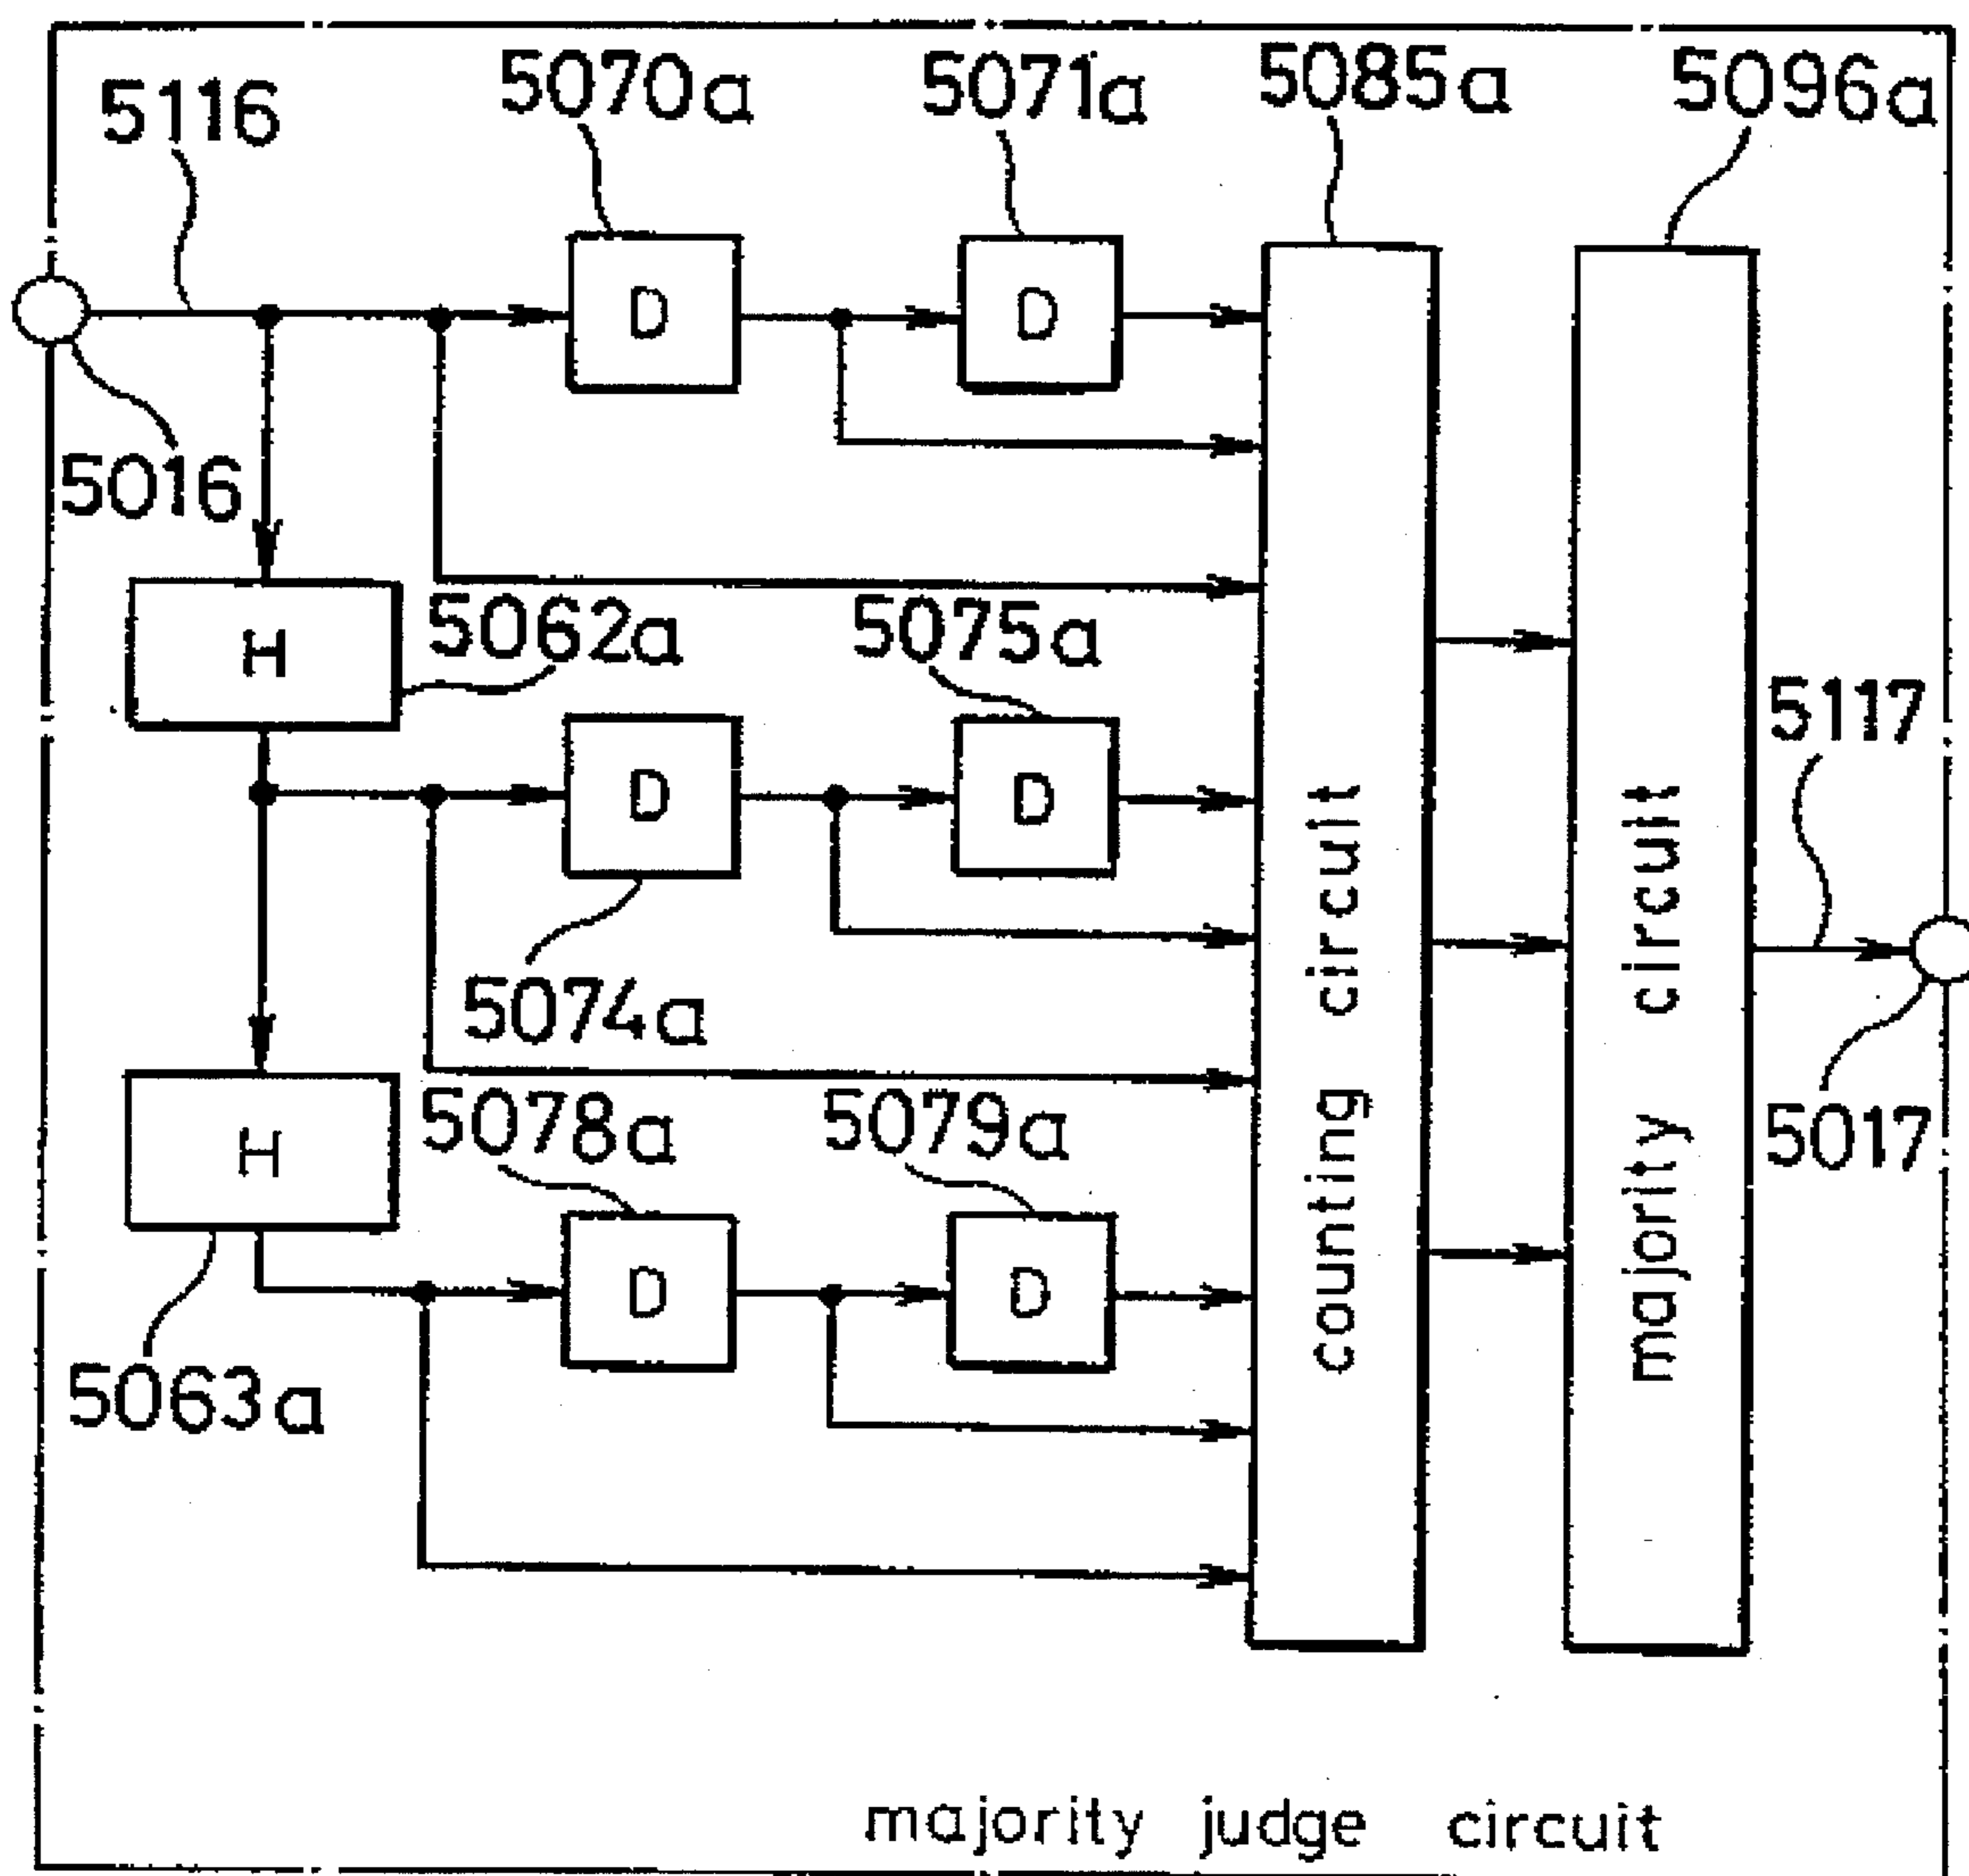 5116
5070a
5071a
5085a
5096a
D
D
5016
H
5062a
5075a
5117
D
D
5074a
counting circuit
majority circuit
5017
H
5078a
5079a
D
D
5063a
majority judge circuit